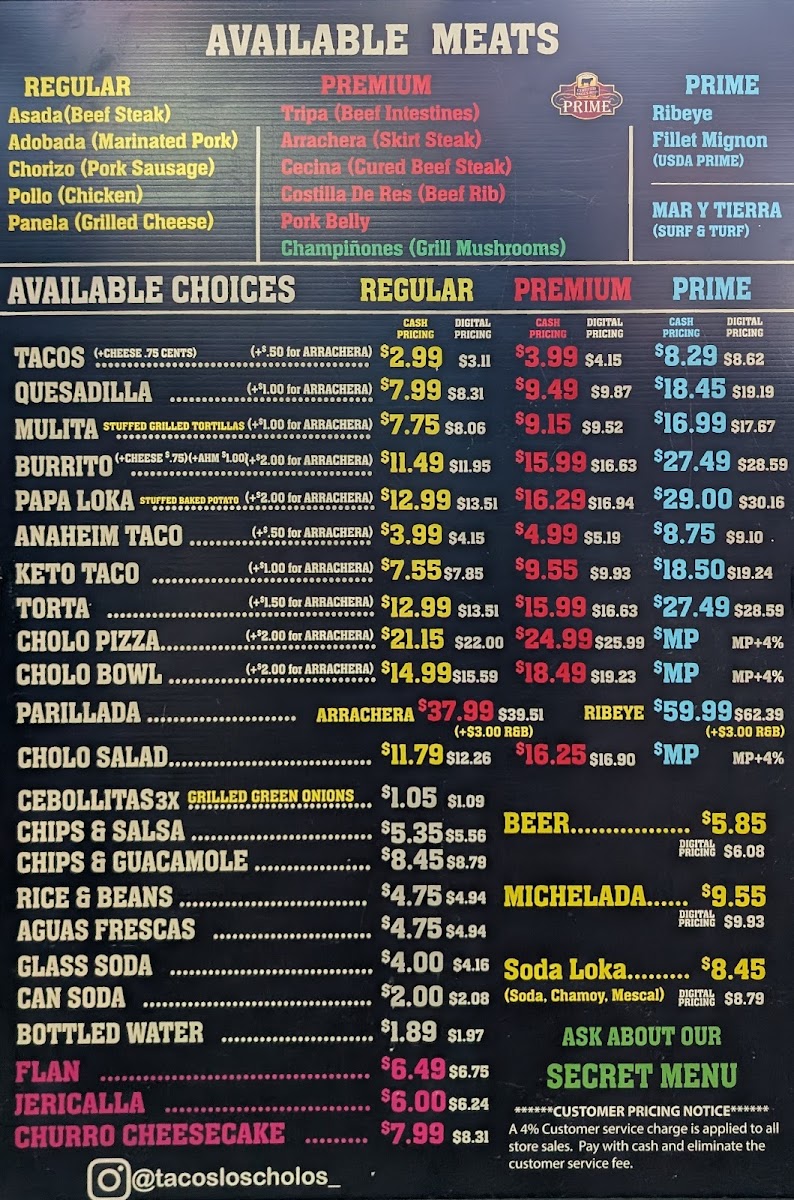 AVAILABLE MEATS
REGULAR
Asada(Beef Steak)
Adobada (Marinated Pork)
Chorizo (Pork Sausage)
Pollo (Chicken)
Panela (Grilled Cheese)
PREMIUM
Tripa (Beef Intestines)
Arrachera (Skirt Steak)
Cecina (Cured Beef Steak)
Costilla De Res (Beef Rib)
Pork Belly
Champiñones (Grill Mushrooms)
PRIME
PRIME
Ribeye
Fillet Mignon
(USDA PRIME)
MAR Y TIERRA
(SURF & TURF)
AVAILABLE CHOICES REGULAR PREMIUM PRIME
CASH PRICING DIGITAL PRICING CASH PRICING DIGITAL PRICING CASH PRICING DIGITAL PRICING
TACOS (+CHEESE .75 CENTS) (+$.50 for ARRACHERA) $2.99 $3.11 $3.99 $4.15 $8.29 $8.62
QUESADILLA (+$1.00 for ARRACHERA) $7.99 $8.31 $9.49 $9.87 $18.45 $19.19
MULITA STUFFED GRILLED TORTILLAS (+$1.00 for ARRACHERA) $7.75 $8.06 $9.15 $9.52 $16.99 $17.67
BURRITO (+CHEESE $.75)(+AHM $1.00)(+$2.00 for ARRACHERA) $11.49 $11.95 $15.99 $16.63 $27.49 $28.59
PAPA LOKA STUFFED BAKED POTATO (+$2.00 for ARRACHERA) $12.99 $13.51 $16.29 $16.94 $29.00 $30.16
ANAHEIM TACO (+$.50 for ARRACHERA) $3.99 $4.15 $4.99 $5.19 $8.75 $9.10
KETO TACO (+$1.00 for ARRACHERA) $7.55 $7.85 $9.55 $9.93 $18.50 $19.24
TORTA (+$1.50 for ARRACHERA) $12.99 $13.51 $15.99 $16.63 $27.49 $28.59
CHOLO PIZZA (+$2.00 for ARRACHERA) $21.15 $22.00 $24.99 $25.99 $MP MP+4%
CHOLO BOWL (+$2.00 for ARRACHERA) $14.99 $15.59 $18.49 $19.23 $MP MP+4%
PARILLADA ARRACHERA $37.99 $39.51 RIBEYE $59.99 $62.39
(+$3.00 R&B) (+$3.00 R&B)
CHOLO SALAD $11.79 $12.26 $16.25 $16.90 $MP MP+4%
CEBOLLITAS 3X GRILLED GREEN ONIONS... $1.05 $1.09
CHIPS & SALSA $5.35 $5.56
CHIPS & GUACAMOLE $8.45 $8.79
RICE & BEANS $4.75 $4.94
AGUAS FRESCAS $4.75 $4.94
GLASS SODA $4.00 $4.16
CAN SODA $2.00 $2.08
BOTTLED WATER $1.89 $1.97
FLAN $6.49 $6.75
JERICALLA $6.00 $6.24
CHURRO CHEESECAKE $7.99 $8.31
@tacosloscholos_
BEER $5.85
DIGITAL PRICING $6.08
MICHELADA $9.55
DIGITAL PRICING $9.93
Soda Loka $8.45
(Soda, Chamoy, Mescal) DIGITAL PRICING $8.79
ASK ABOUT OUR
SECRET MENU
******CUSTOMER PRICING NOTICE******
A 4% Customer service charge is applied to all
store sales. Pay with cash and eliminate the
customer service fee.